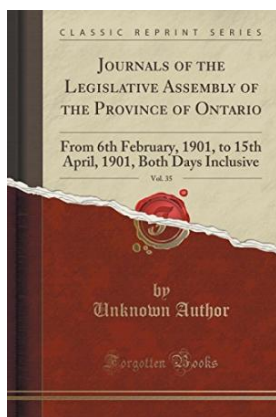 CLASSIC REPRINT SERIES
JOURNALS OF THE
LEGISLATIVE ASSEMBLY OF
THE PROVINCE OF ONTARIO
From 6th February, 1901, to 15th
April, 1901, Both Days Inclusive
Vol. 35
by
Unknown Author
Forgotten Books